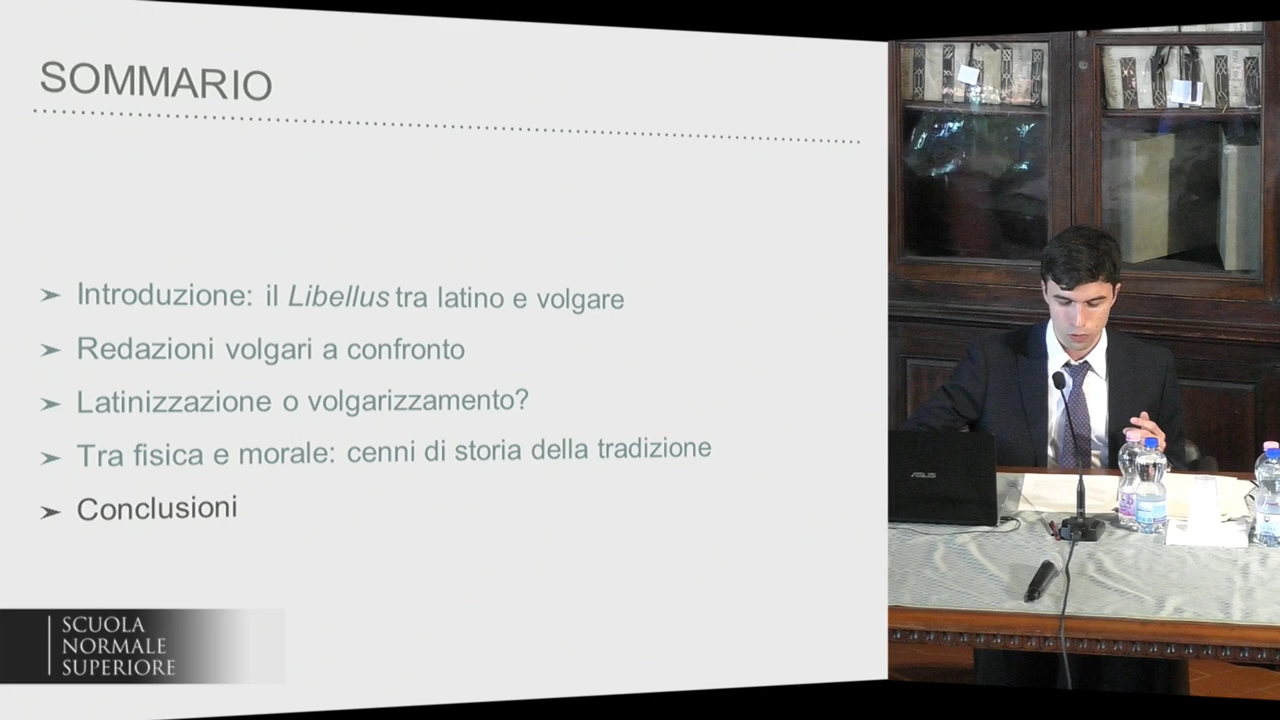 SOMMARIO
➢ Introduzione: il Libellus tra latino e volgare
➢ Redazioni volgari a confronto
➢ Latinizzazione o volgarizzamento?
➢ Tra fisica e morale: cenni di storia della tradizione
➢ Conclusioni
SCUOLA
NORMALE
SUPERIORE
ASUS